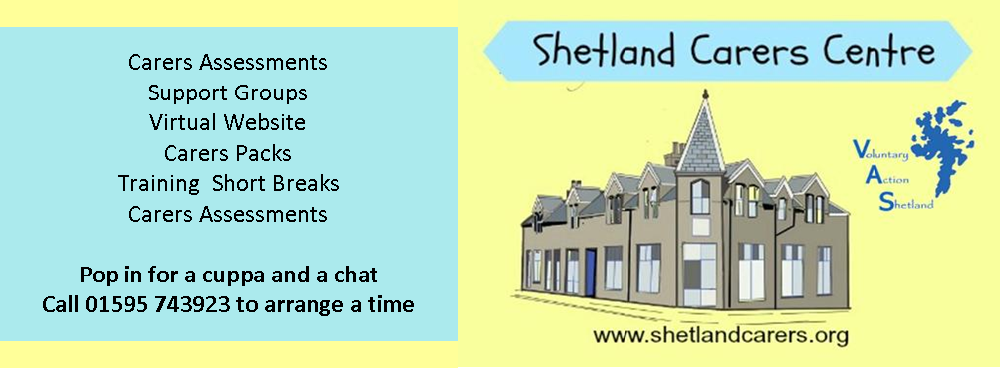 Carers Assessments
Support Groups
Virtual Website
Carers Packs
Training  Short Breaks
Carers Assessments
Pop in for a cuppa and a chat
Call 01595 743923 to arrange a time
Shetland Carers Centre
Voluntary
Action
Shetland
www.shetlandcarers.org